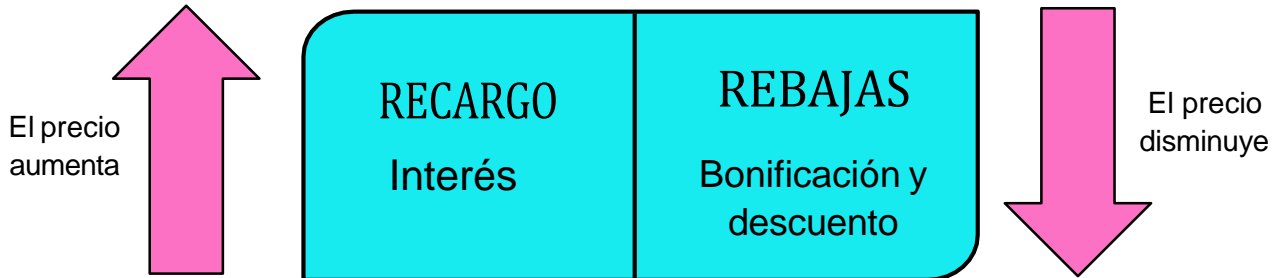 El precio
aumenta
RECARGO
Interés
REBAJAS
Bonificación y
descuento
El precio
disminuye